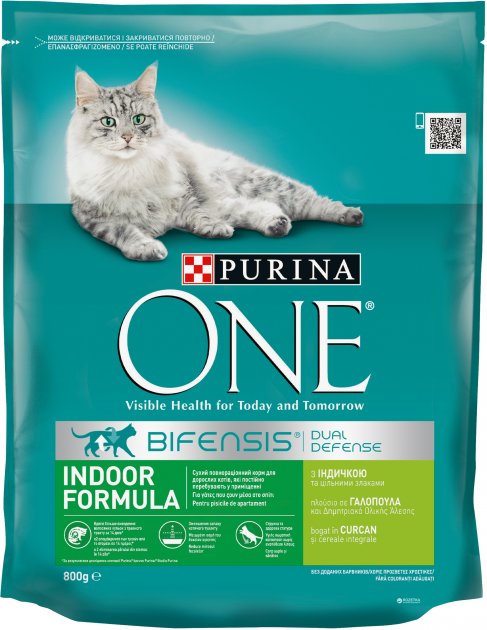 МОЖЕ ВІДКРИВАТИСЯ І ЗАКРИВАТИСЯ ПОВТОРНО /
ΕΠΑΝΑΣΦΡΑΓΙΖΟΜΕΝΟ / SE POATE REÎNCHIDE
PURINA
ONE®
Visible Health for Today and Tomorrow
BIFENSIS® DUAL DEFENSE
INDOOR
FORMULA
Сухий повнораціонний корм для
дорослих котів, які постійно
перебувають у приміщенні
Για γάτες που ζουν μέσα στο σπίτι
Pentru pisicile de apartament
з ІНДИЧКОЮ
та цільними злаками
πλούσιο σε ΓΑΛΟΠΟΥΛΑ
και Δημητριακά Ολικής Άλεσης
bogat în CURCAN
și cereale integrale
800g e
БЕЗ ДОДАНИХ БАРВНИКІВ/ΧΩΡΙΣ ΠΡΟΣΘΕΤΕΣ ΧΡΩΣΤΙΚΕΣ/
FĂRĂ COLORANȚI ADĂUGAȚI
ROZETKA